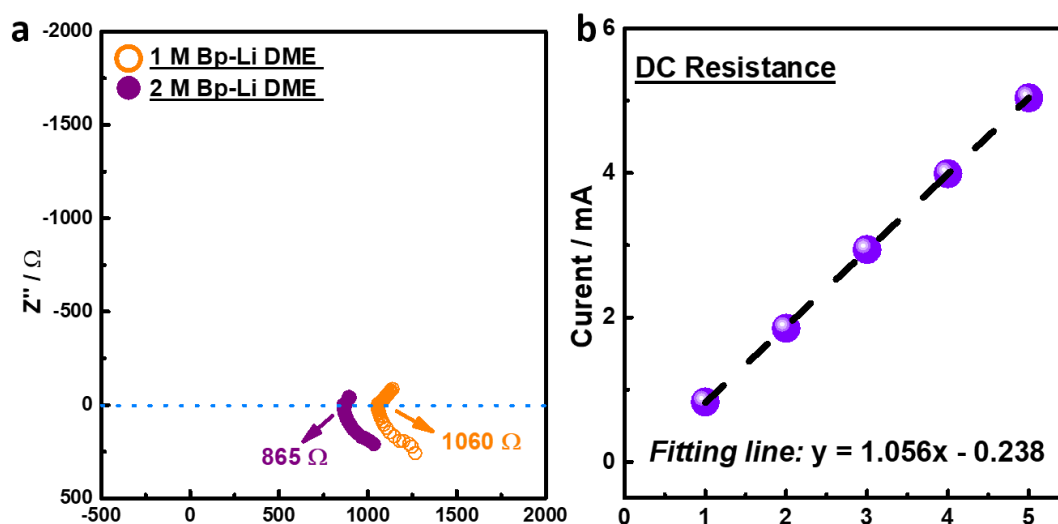 a
1 M Bp-Li DME
2 M Bp-Li DME
-2000
-1500
-1000
-500
0
500
Z'' / Ω
865 Ω
1060 Ω
-500
0
500
1000
1500
2000
b
DC Resistance
6
4
2
0
Curent / mA
Fitting line: y = 1.056x - 0.238
0
1
2
3
4
5